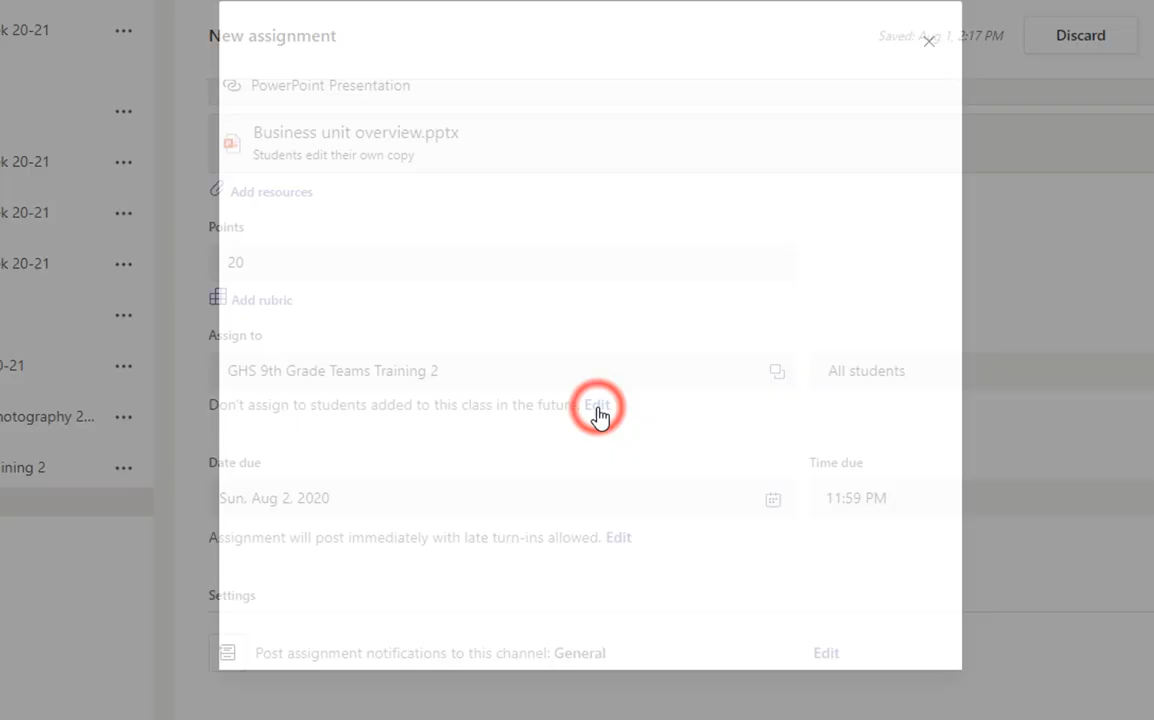 k 20-21
k 20-21
k 20-21
k 20-21
0-21
notography 2...
ining 2
New assignment
Saved: Aug 1, 2:17 PM
Discard
PowerPoint Presentation
Business unit overview.pptx
Students edit their own copy
Add resources
Points
20
Add rubric
Assign to
GHS 9th Grade Teams Training 2
All students
Don't assign to students added to this class in the future. Edit
Date due
Time due
Sun, Aug 2, 2020
11:59 PM
Assignment will post immediately with late turn-ins allowed. Edit
Settings
Post assignment notifications to this channel: General
Edit